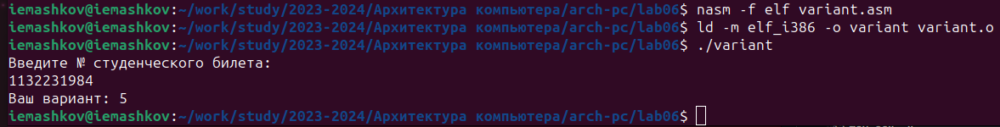 iemashkov@iemashkov:~/work/study/2023-2024/Архитектура компьютера/arch-pc/lab06$ nasm -f elf variant.asm
iemashkov@iemashkov:~/work/study/2023-2024/Архитектура компьютера/arch-pc/lab06$ ld -m elf_i386 -o variant variant.o
iemashkov@iemashkov:~/work/study/2023-2024/Архитектура компьютера/arch-pc/lab06$ ./variant
Введите № студенческого билета:
1132231984
Ваш вариант: 5
iemashkov@iemashkov:~/work/study/2023-2024/Архитектура компьютера/arch-pc/lab06$